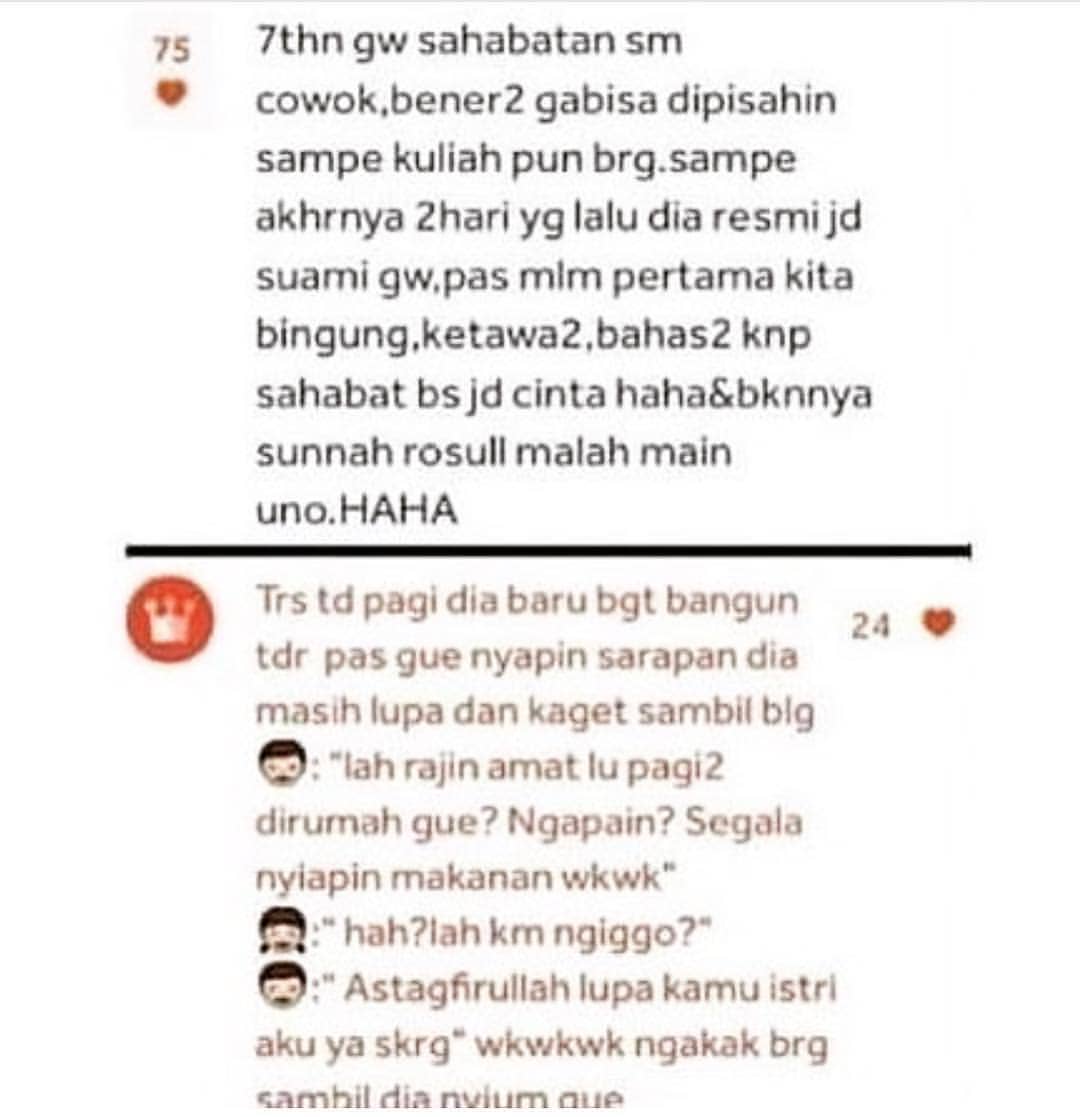 75
7thn gw sahabatan sm
cowok,bener2 gabisa dipisahin
sampe kuliah pun brg.sampe
akhrnya 2hari yg lalu dia resmi jd
suami gw,pas mlm pertama kita
bingung,ketawa2,bahas2 knp
sahabat bs jd cinta haha&bknnya
sunnah rosull malah main
uno.HAHA
Trs td pagi dia baru bgt bangun
24
tdr pas gue nyapin sarapan dia
masih lupa dan kaget sambil blg
: "lah rajin amat lu pagi2
dirumah gue? Ngapain? Segala
nyiapin makanan wkwk"
:" hah?lah km ngiggo?"
:" Astagfirullah lupa kamu istri
aku ya skrg" wkwkwk ngakak brg
sambil dia nyium gue